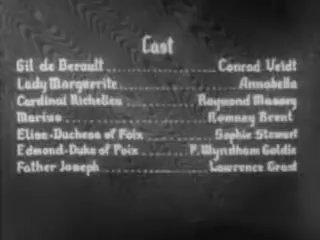 Cast
Gil de Berault ........ Conrad Veidt
Lady Marguerite ........ Annabella
Cardinal Richelieu ........ Raymond Massey
Marius ........ Romney Brent
Elise-Duchess of Foix ........ Sophie Stewart
Edmond-Duke of Foix ........ F. Wyndham Goldie
Father Joseph ........ Lawrence Grant